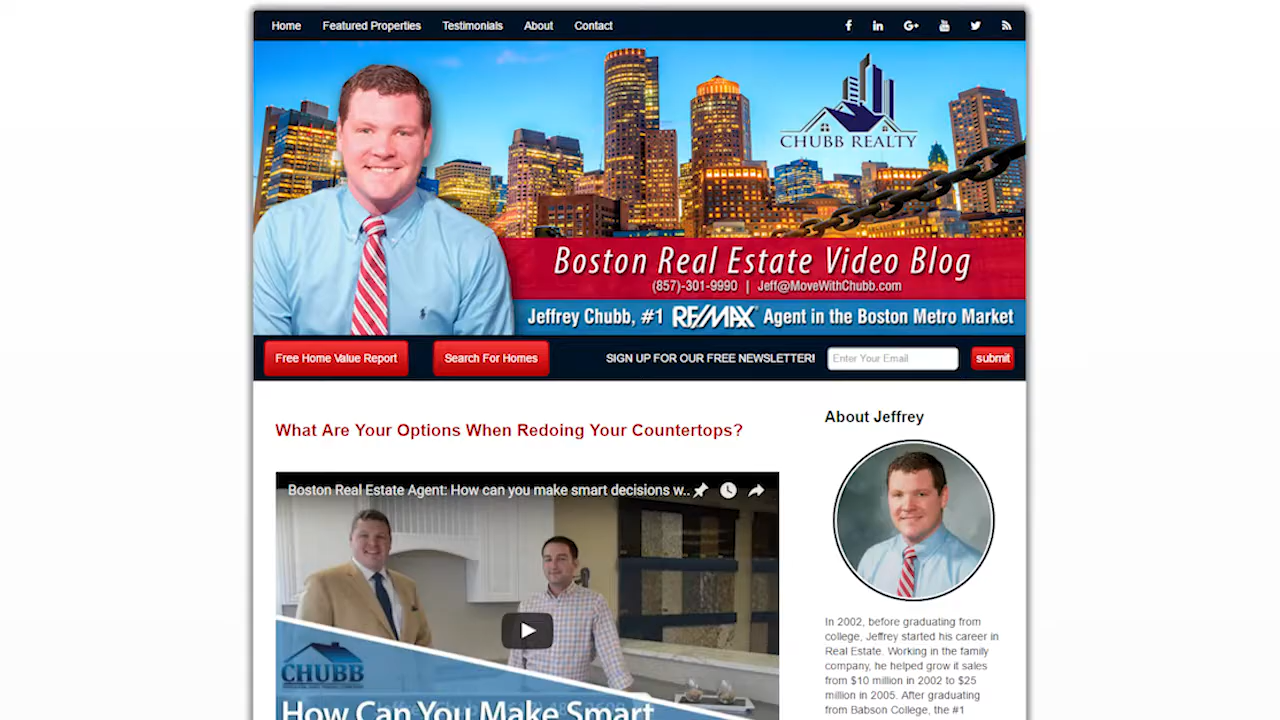 Home Featured Properties Testimonials About Contact
CHUBB REALTY
Boston Real Estate Video Blog
(857)-301-9990 | Jeff@MoveWithChubb.com
Jeffrey Chubb, #1 RE/MAX Agent in the Boston Metro Market
Free Home Value Report Search For Homes SIGN UP FOR OUR FREE NEWSLETTER! Enter Your Email submit
What Are Your Options When Redoing Your Countertops?
Boston Real Estate Agent: How can you make smart decisions w...
CHUBB
How Can You Make Smart
About Jeffrey
In 2002, before graduating from
college, Jeffrey started his career in
Real Estate. Working in the family
company, he helped grow it sales
from $10 million in 2002 to $25
million in 2005. After graduating
from Babson College, the #1